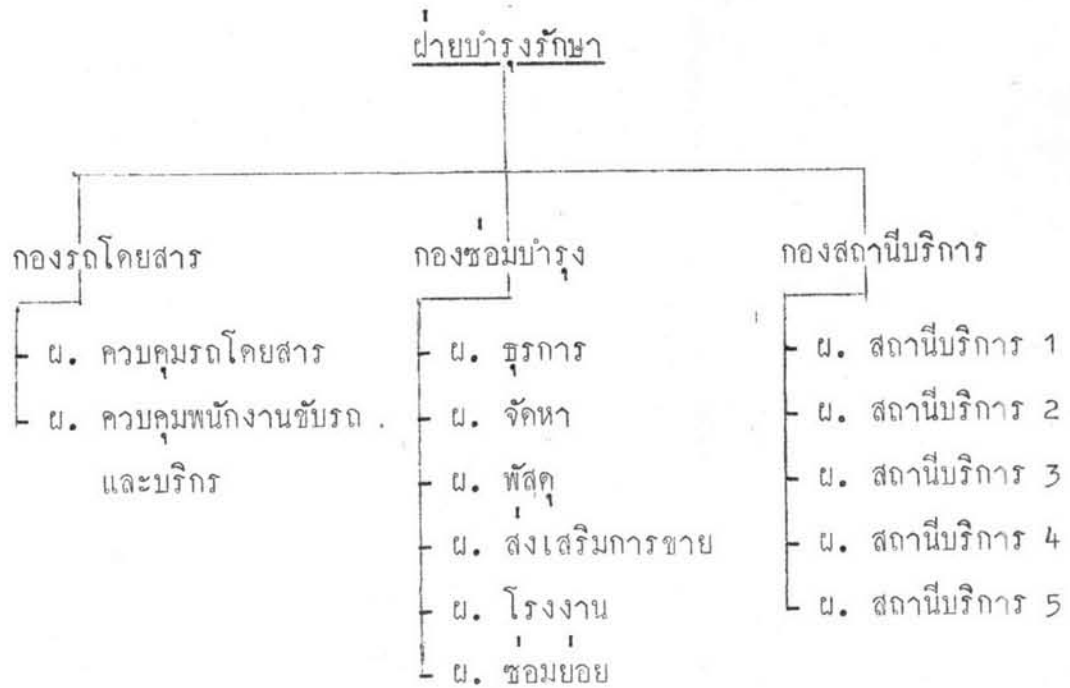 ฝ่ายบำรุงรักษา
กองรถโดยสาร
- ผ. ควบคุมรถโดยสาร
- ผ. ควบคุมพนักงานขับรถ
และบริกร
กองซ่อมบำรุง
- ผ. ธุรการ
- ผ. จัดหา
- ผ. พัสดุ
- ผ. ส่งเสริมการขาย
- ผ. โรงงาน
- ผ. ซ่อมย่อย
กองสถานีบริการ
- ผ. สถานีบริการ 1
- ผ. สถานีบริการ 2
- ผ. สถานีบริการ 3
- ผ. สถานีบริการ 4
- ผ. สถานีบริการ 5